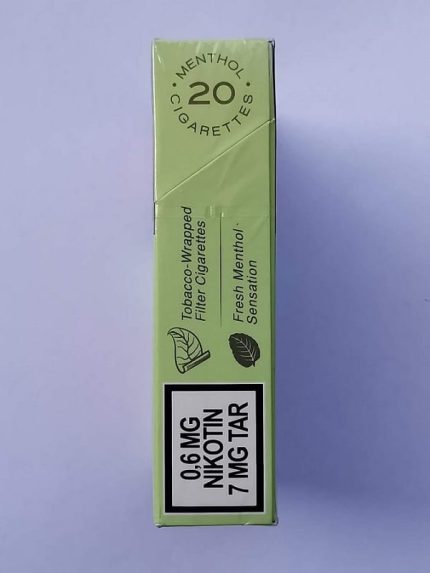 MENTHOL
20
CIGARETTES
Tobacco-Wrapped
Filter Cigarettes
Fresh Menthol
Sensation
0,6 MG
NIKOTIN
7 MG TAR